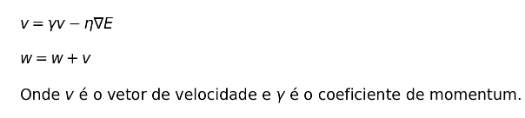 v = γv − η∇E
w = w + v
Onde v é o vetor de velocidade e γ é o coeficiente de momentum.